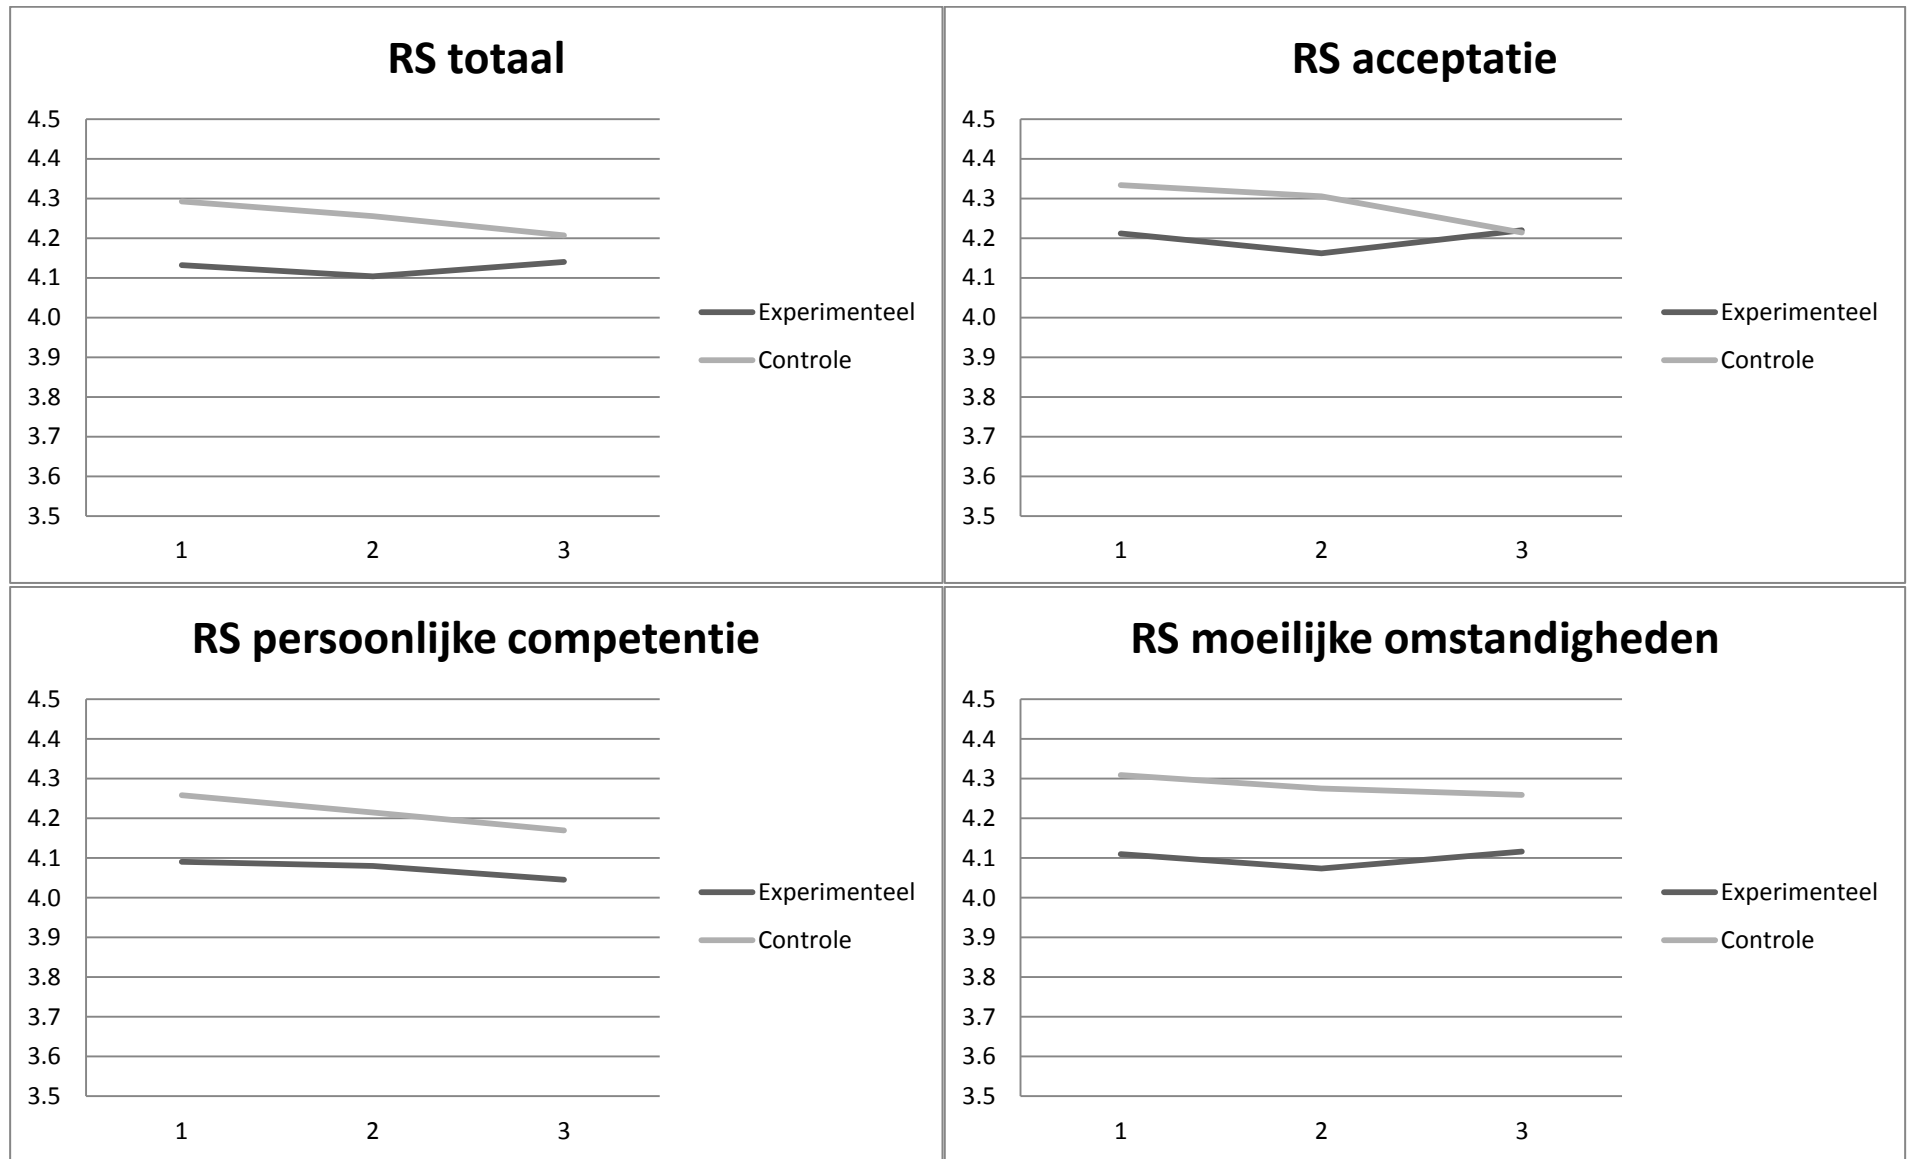 RS totaal
4.5
4.4
4.3
4.2
4.1
4.0
3.9
3.8
3.7
3.6
3.5
1 2 3
Experimenteel
Controle
RS acceptatie
4.5
4.4
4.3
4.2
4.1
4.0
3.9
3.8
3.7
3.6
3.5
1 2 3
Experimenteel
Controle
RS persoonlijke competentie
4.5
4.4
4.3
4.2
4.1
4.0
3.9
3.8
3.7
3.6
3.5
1 2 3
Experimenteel
Controle
RS moeilijke omstandigheden
4.5
4.4
4.3
4.2
4.1
4.0
3.9
3.8
3.7
3.6
3.5
1 2 3
Experimenteel
Controle